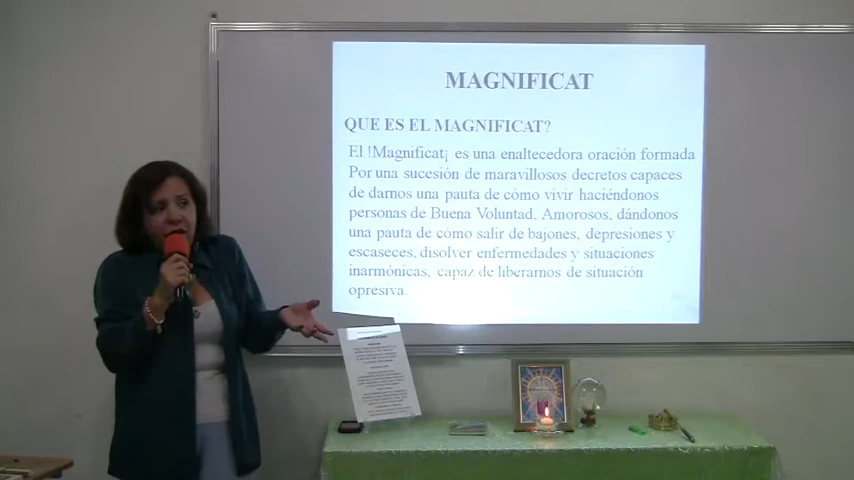 MAGNIFICAT
QUE ES EL MAGNIFICAT?
El !Magnificat¡ es una enaltecedora oración formada
Por una sucesión de maravillosos decretos capaces
de darnos una pauta de cómo vivir haciéndonos
personas de Buena Voluntad, Amorosos, dándonos
una pauta de cómo salir de bajones, depresiones y
escaseces, disolver enfermedades y situaciones
inarmónicas, capaz de liberarnos de situación
opresiva.